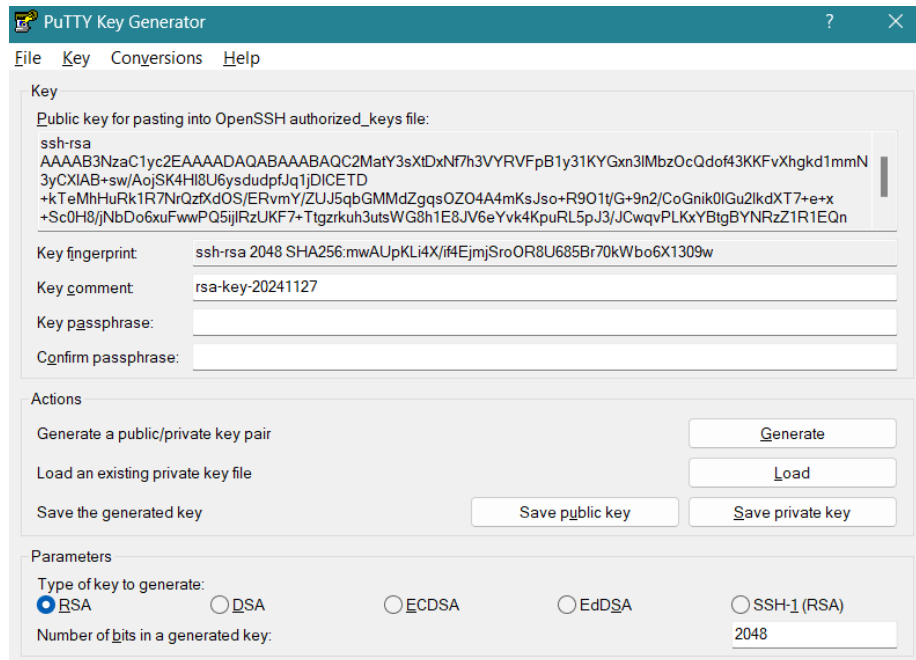 PuTTY Key Generator ? ×
File Key Conversions Help
Key
Public key for pasting into OpenSSH authorized_keys file:
ssh-rsa
AAAAB3NzaC1yc2EAAAADAQABAAABAQC2MatY3sXtDxNf7h3VYRVFpB1y31KYGxn3lMbzOcQdof43KKFvXhgkd1mmN
3yCXlAB+sw/AojSK4Hl8U6ysdudpfJq1jDlCETD
+kTeMhHuRk1R7NrQzfXdOS/ERvmY/ZUJ5qbGMMdZgqsOZO4A4mKsJso+R9O1t/G+9n2/CoGnik0lGu2lkdXT7+e+x
+Sc0H8/jNbDo6xuFwwPQ5ijlRzUKF7+Ttgzrkuh3utsWG8h1E8JV6eYvk4KpuRL5pJ3/JCwqvPLKxYBtgBYNRzZ1R1EQn
Key fingerprint: ssh-rsa 2048 SHA256:mwAUpKLi4X/if4EjmjSroOR8U685Br70kWbo6X1309w
Key comment: rsa-key-20241127
Key passphrase:
Confirm passphrase:
Actions
Generate a public/private key pair Generate
Load an existing private key file Load
Save the generated key Save public key Save private key
Parameters
Type of key to generate:
RSA DSA ECDSA EdDSA SSH-1 (RSA)
Number of bits in a generated key: 2048